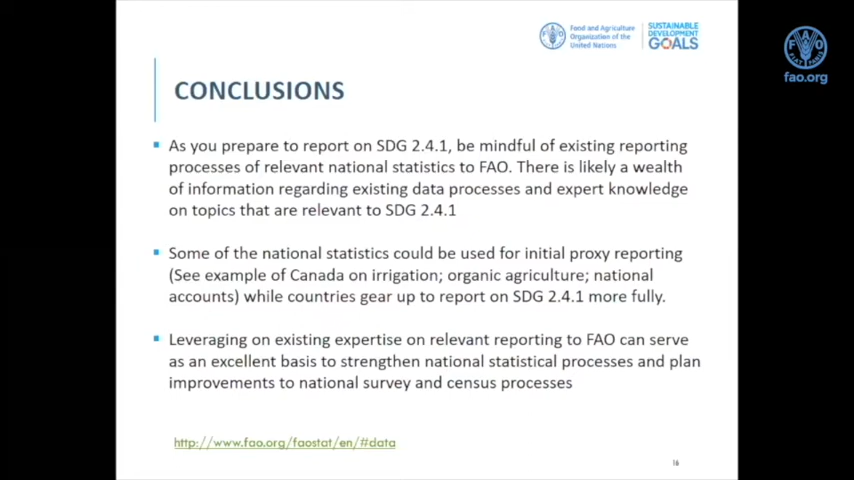 Food and Agriculture
Organization of the
United Nations
SUSTAINABLE
DEVELOPMENT
GOALS
FAO
FIAT PANIS
fao.org
CONCLUSIONS
As you prepare to report on SDG 2.4.1, be mindful of existing reporting
processes of relevant national statistics to FAO. There is likely a wealth
of information regarding existing data processes and expert knowledge
on topics that are relevant to SDG 2.4.1
Some of the national statistics could be used for initial proxy reporting
(See example of Canada on irrigation; organic agriculture; national
accounts) while countries gear up to report on SDG 2.4.1 more fully.
Leveraging on existing expertise on relevant reporting to FAO can serve
as an excellent basis to strengthen national statistical processes and plan
improvements to national survey and census processes
http://www.fao.org/faostat/en/#data
16